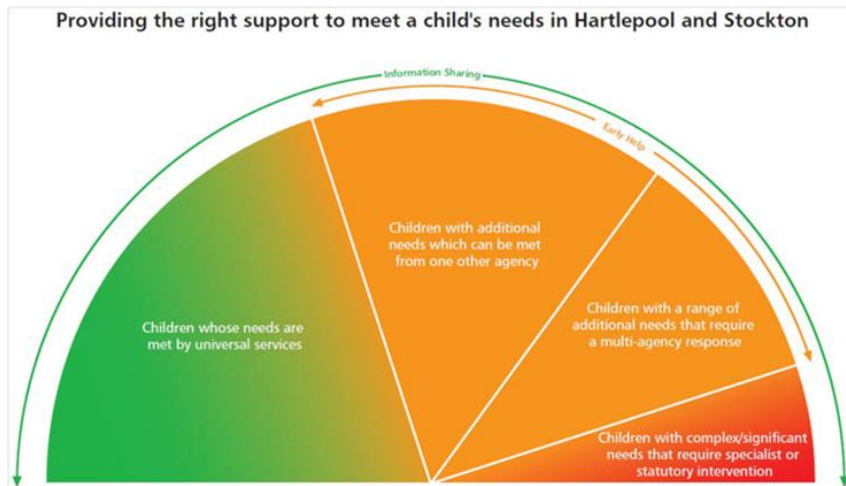 Providing the right support to meet a child's needs in Hartlepool and Stockton
Information Sharing
Early Help
Children with additional
needs which can be met
from one other agency
Children with a range of
additional needs that require
a multi-agency response
Children whose needs are
met by universal services
Children with complex/significant
needs that require specialist or
statutory intervention